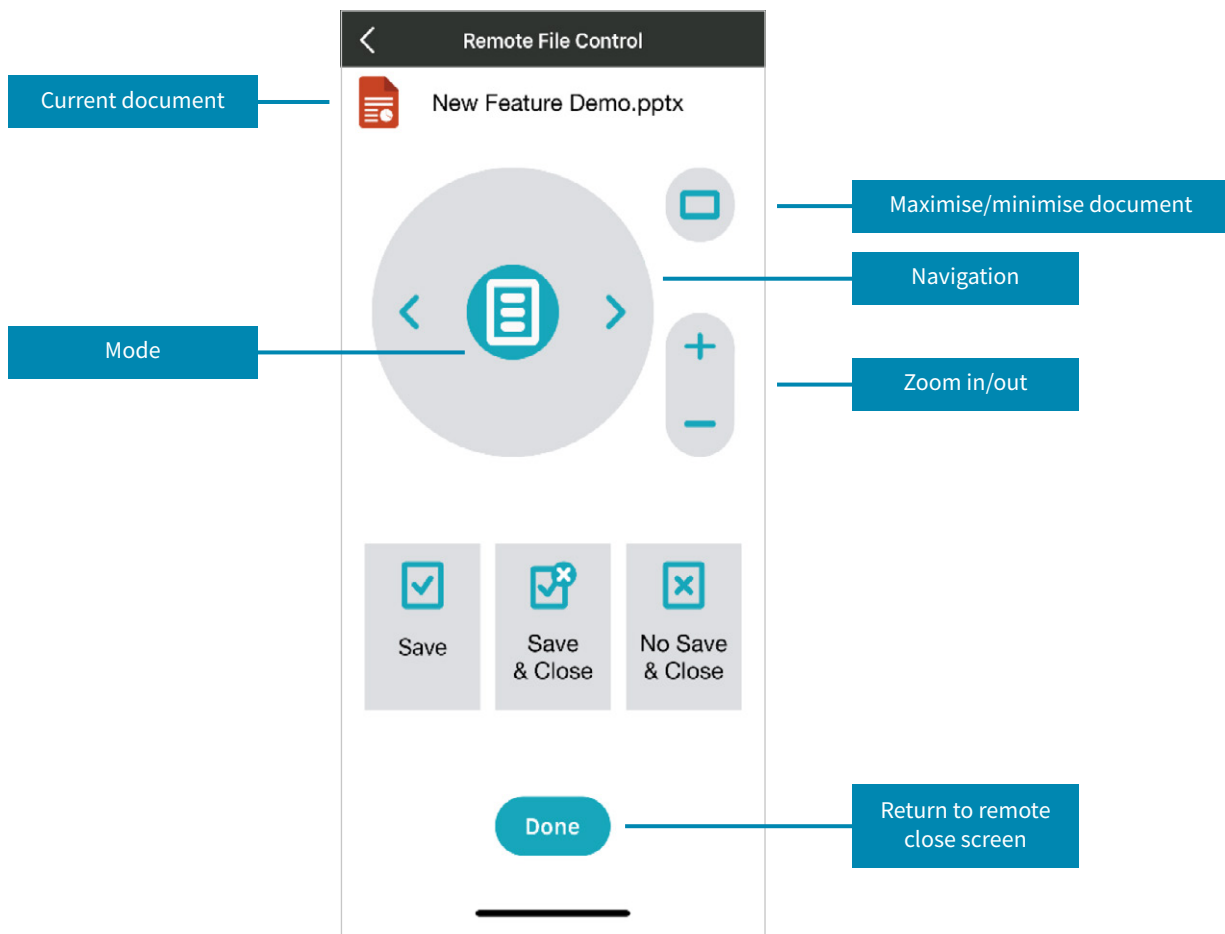 Remote File Control
Current document
New Feature Demo.pptx
Maximise/minimise document
Navigation
Mode
Zoom in/out
Save
Save
& Close
No Save
& Close
Done
Return to remote
close screen